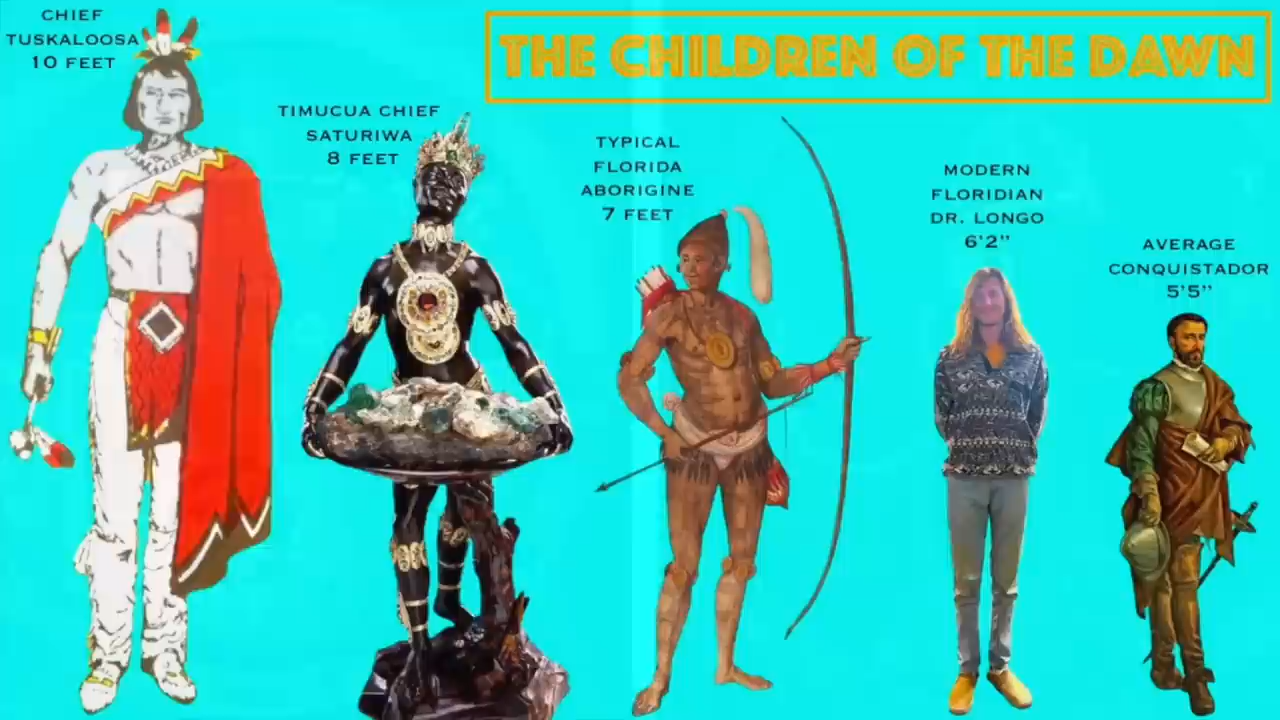 CHIEF
TUSKALOOSA
10 FEET
THE CHILDREN OF THE DAWN
TIMUCUA CHIEF
SATURIWA
8 FEET
TYPICAL
FLORIDA
ABORIGINE
7 FEET
MODERN
FLORIDIAN
DR. LONGO
6'2"
AVERAGE
CONQUISTADOR
5'5"